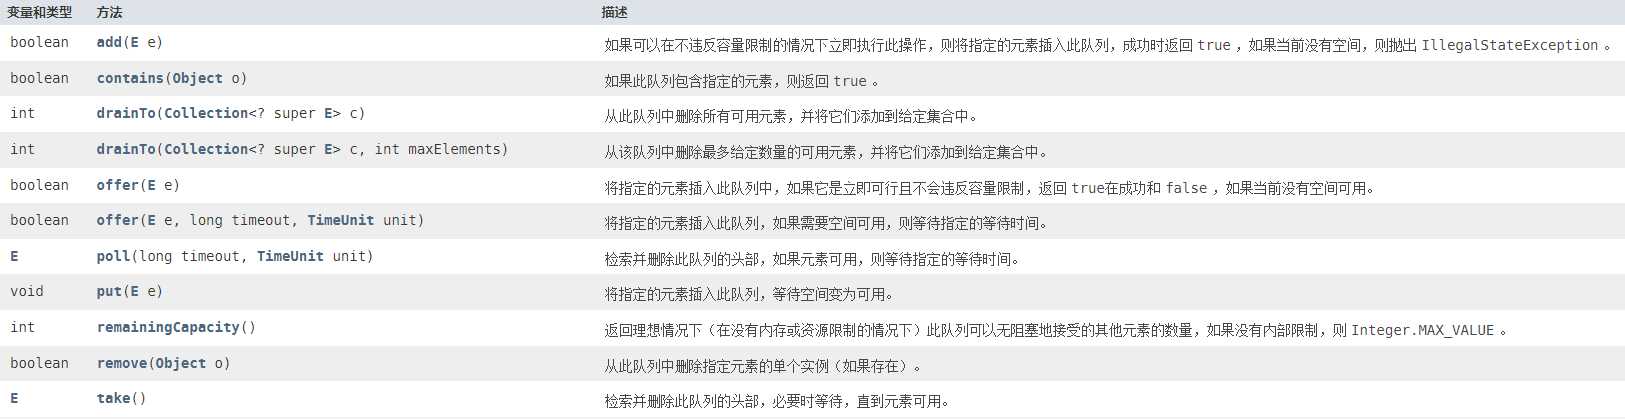 变量和类型 方法 描述
boolean add(E e) 如果可以在不违反容量限制的情况下立即执行此操作，则将指定的元素插入此队列，成功时返回 true ，如果当前没有空间，则抛出 IllegalStateException 。
boolean contains(Object o) 如果此队列包含指定的元素，则返回 true 。
int drainTo(Collection<? super E> c) 从此队列中删除所有可用元素，并将它们添加到给定集合中。
int drainTo(Collection<? super E> c, int maxElements) 从该队列中删除最多给定数量的可用元素，并将它们添加到给定集合中。
boolean offer(E e) 将指定的元素插入此队列中，如果它是立即可行且不会违反容量限制，返回 true在成功和 false ，如果当前没有空间可用。
boolean offer(E e, long timeout, TimeUnit unit) 将指定的元素插入此队列，如果需要空间可用，则等待指定的等待时间。
E poll(long timeout, TimeUnit unit) 检索并删除此队列的头部，如果元素可用，则等待指定的等待时间。
void put(E e) 将指定的元素插入此队列，等待空间变为可用。
int remainingCapacity() 返回理想情况下（在没有内存或资源限制的情况下）此队列可以无阻塞地接受的其他元素的数量，如果没有内部限制，则 Integer.MAX_VALUE 。
boolean remove(Object o) 从此队列中删除指定元素的单个实例（如果存在）。
E take() 检索并删除此队列的头部，必要时等待，直到元素可用。